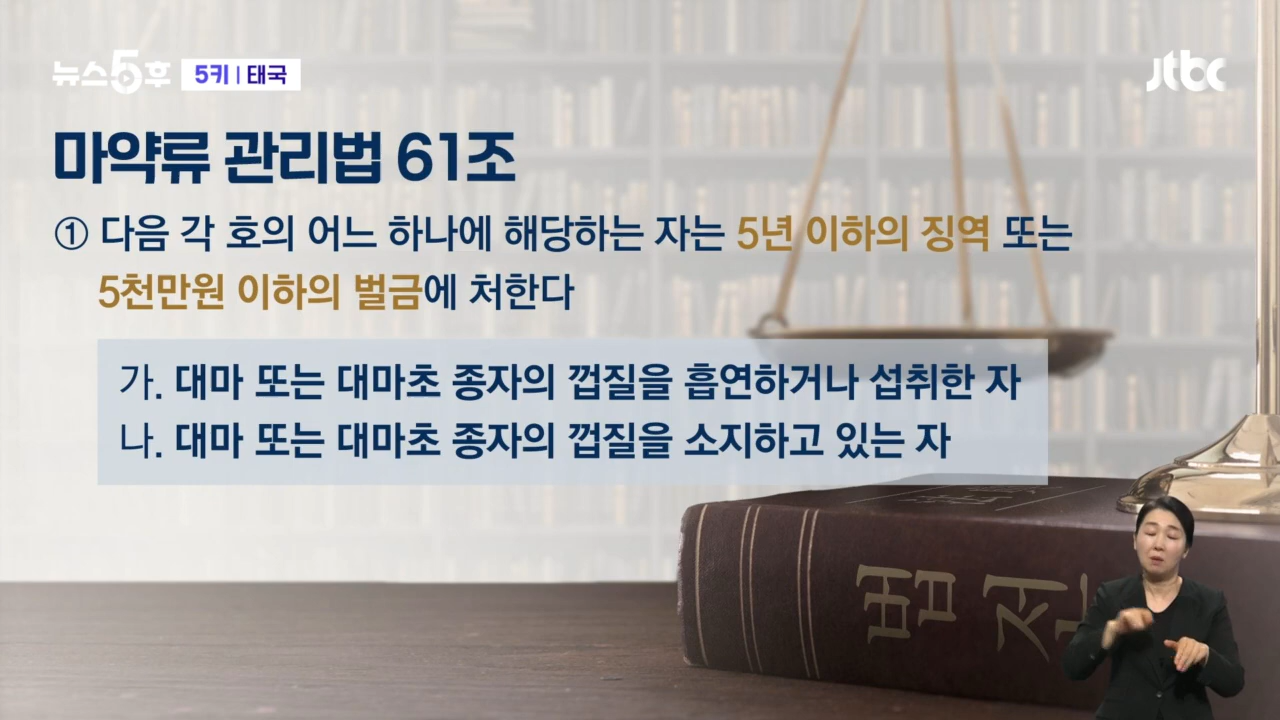 뉴스5후 5키 | 태국
jtbc
마약류 관리법 61조
① 다음 각 호의 어느 하나에 해당하는 자는 5년 이하의 징역 또는
5천만원 이하의 벌금에 처한다
가. 대마 또는 대마초 종자의 껍질을 흡연하거나 섭취한 자
나. 대마 또는 대마초 종자의 껍질을 소지하고 있는 자
법전